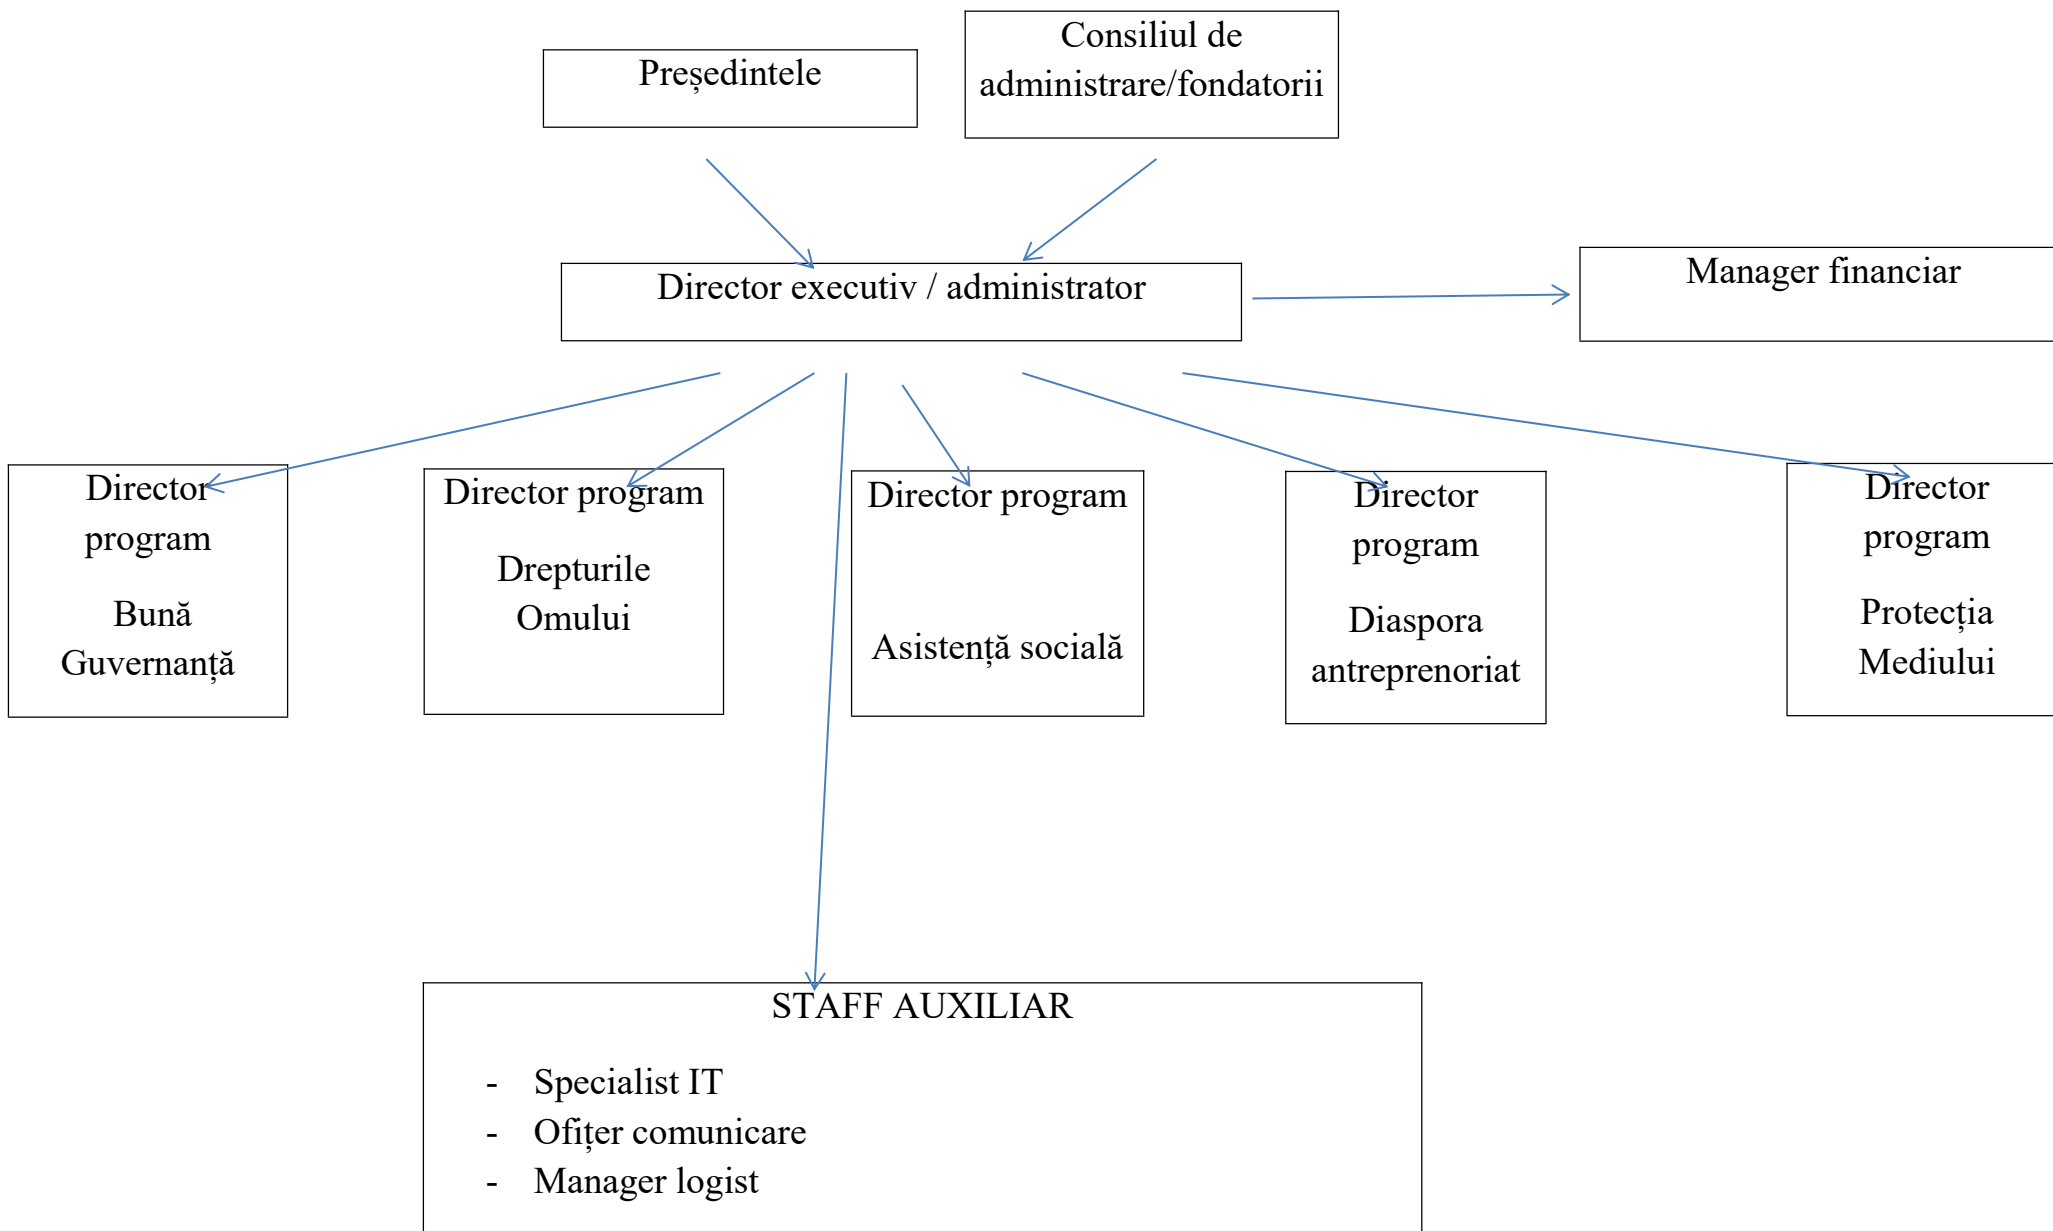 Președintele
Consiliul de
administrare/fondatorii
Director executiv / administrator
Manager financiar
Director
program
Bună
Guvernanță
Director program
Drepturile
Omului
Director program
Asistență socială
Director
program
Diaspora
antreprenoriat
Director
program
Protecția
Mediului
STAFF AUXILIAR
- Specialist IT
- Ofițer comunicare
- Manager logist